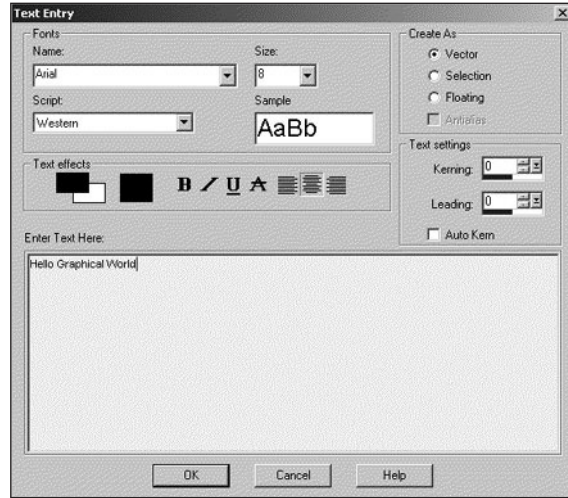 Text Entry
Fonts
Name:
Size:
Arial
8
Script:
Sample
Western
AaBb
Create As
Vector
Selection
Floating
Antialias
Text effects
B / U A
Text settings
Kerning: 0
Leading: 0
Auto Kern
Enter Text Here:
Hello Graphical World
OK Cancel Help